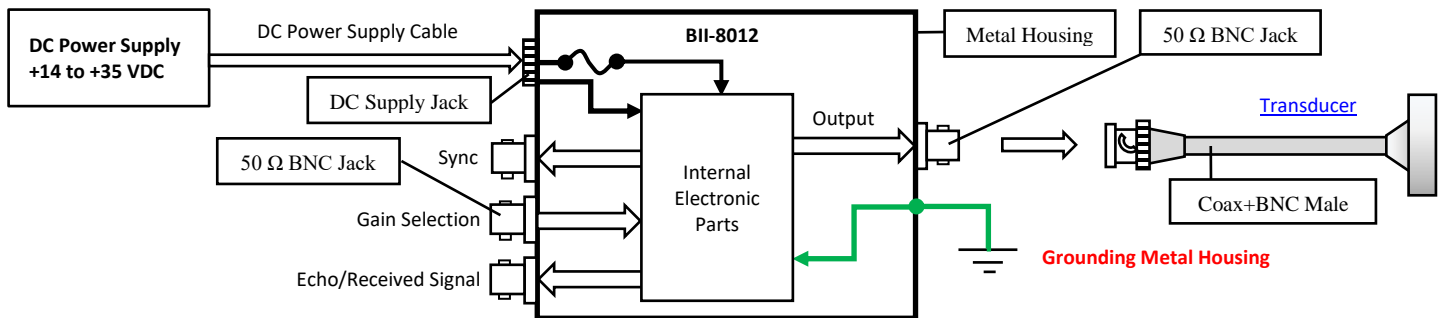 DC Power Supply
+14 to +35 VDC
DC Power Supply Cable
DC Supply Jack
BII-8012
Metal Housing
50 Ω BNC Jack
Transducer
Output
Sync
50 Ω BNC Jack
Gain Selection
Internal
Electronic
Parts
Coax+BNC Male
Echo/Received Signal
Grounding Metal Housing